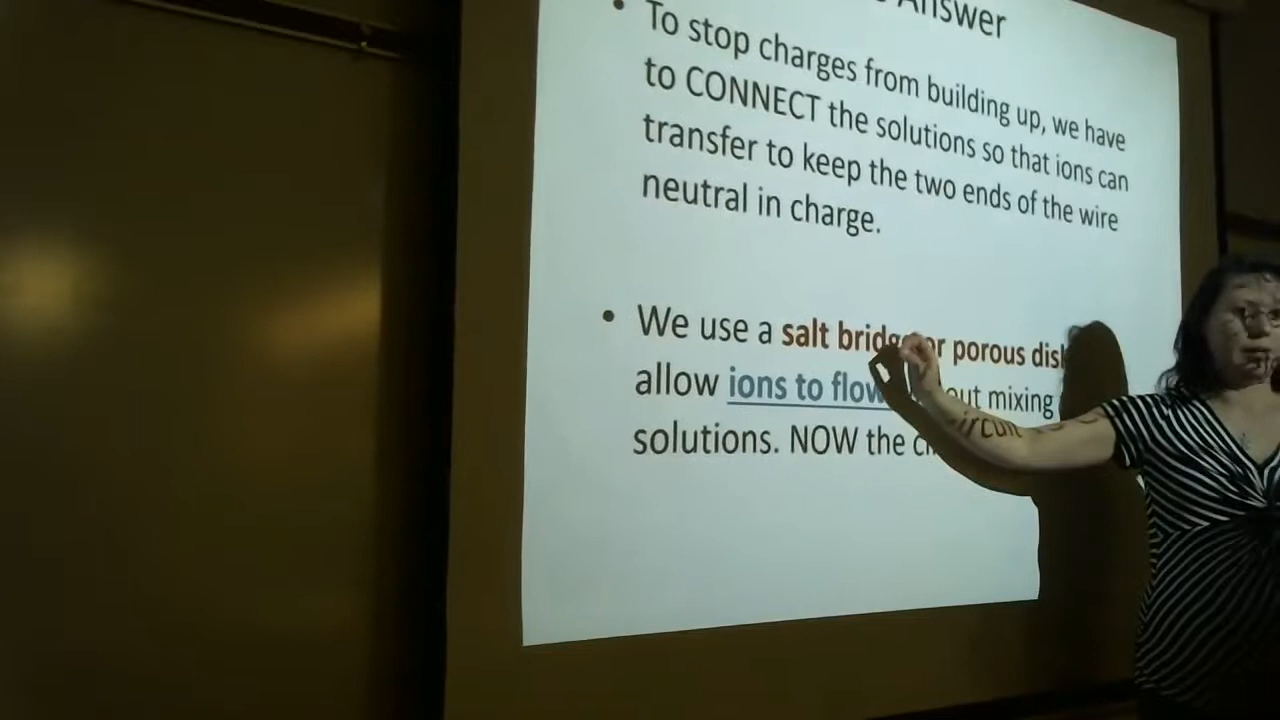 Answer
To stop charges from building up, we have
to CONNECT the solutions so that ions can
transfer to keep the two ends of the wire
neutral in charge.
We use a salt bridge or porous disk
allow ions to flow out mixing
solutions. NOW the circuit